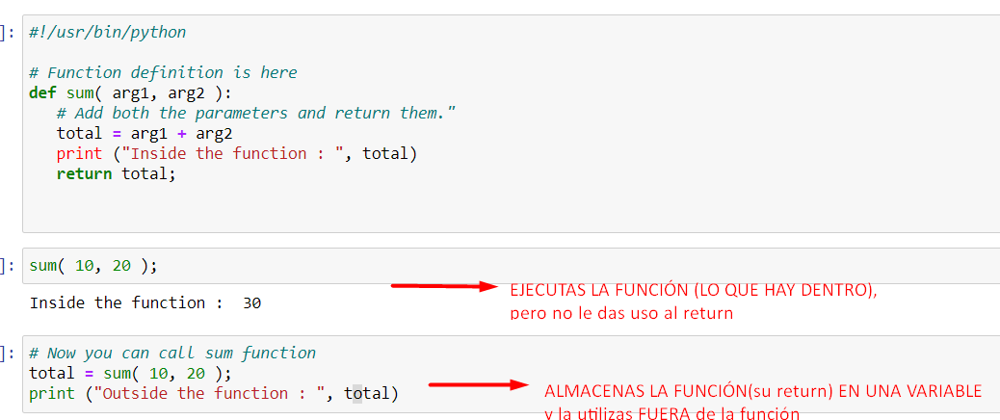 ]: #!/usr/bin/python
# Function definition is here
def sum( arg1, arg2 ):
# Add both the parameters and return them."
total = arg1 + arg2
print ("Inside the function : ", total)
return total;
]: sum( 10, 20 );
EJECUTAS LA FUNCIÓN (LO QUE HAY DENTRO),
Inside the function :  30
pero no le das uso al return
]: # Now you can call sum function
total = sum( 10, 20 );
print ("Outside the function : ", total)
ALMACENAS LA FUNCIÓN(su return) EN UNA VARIABLE
y la utilizas FUERA de la función